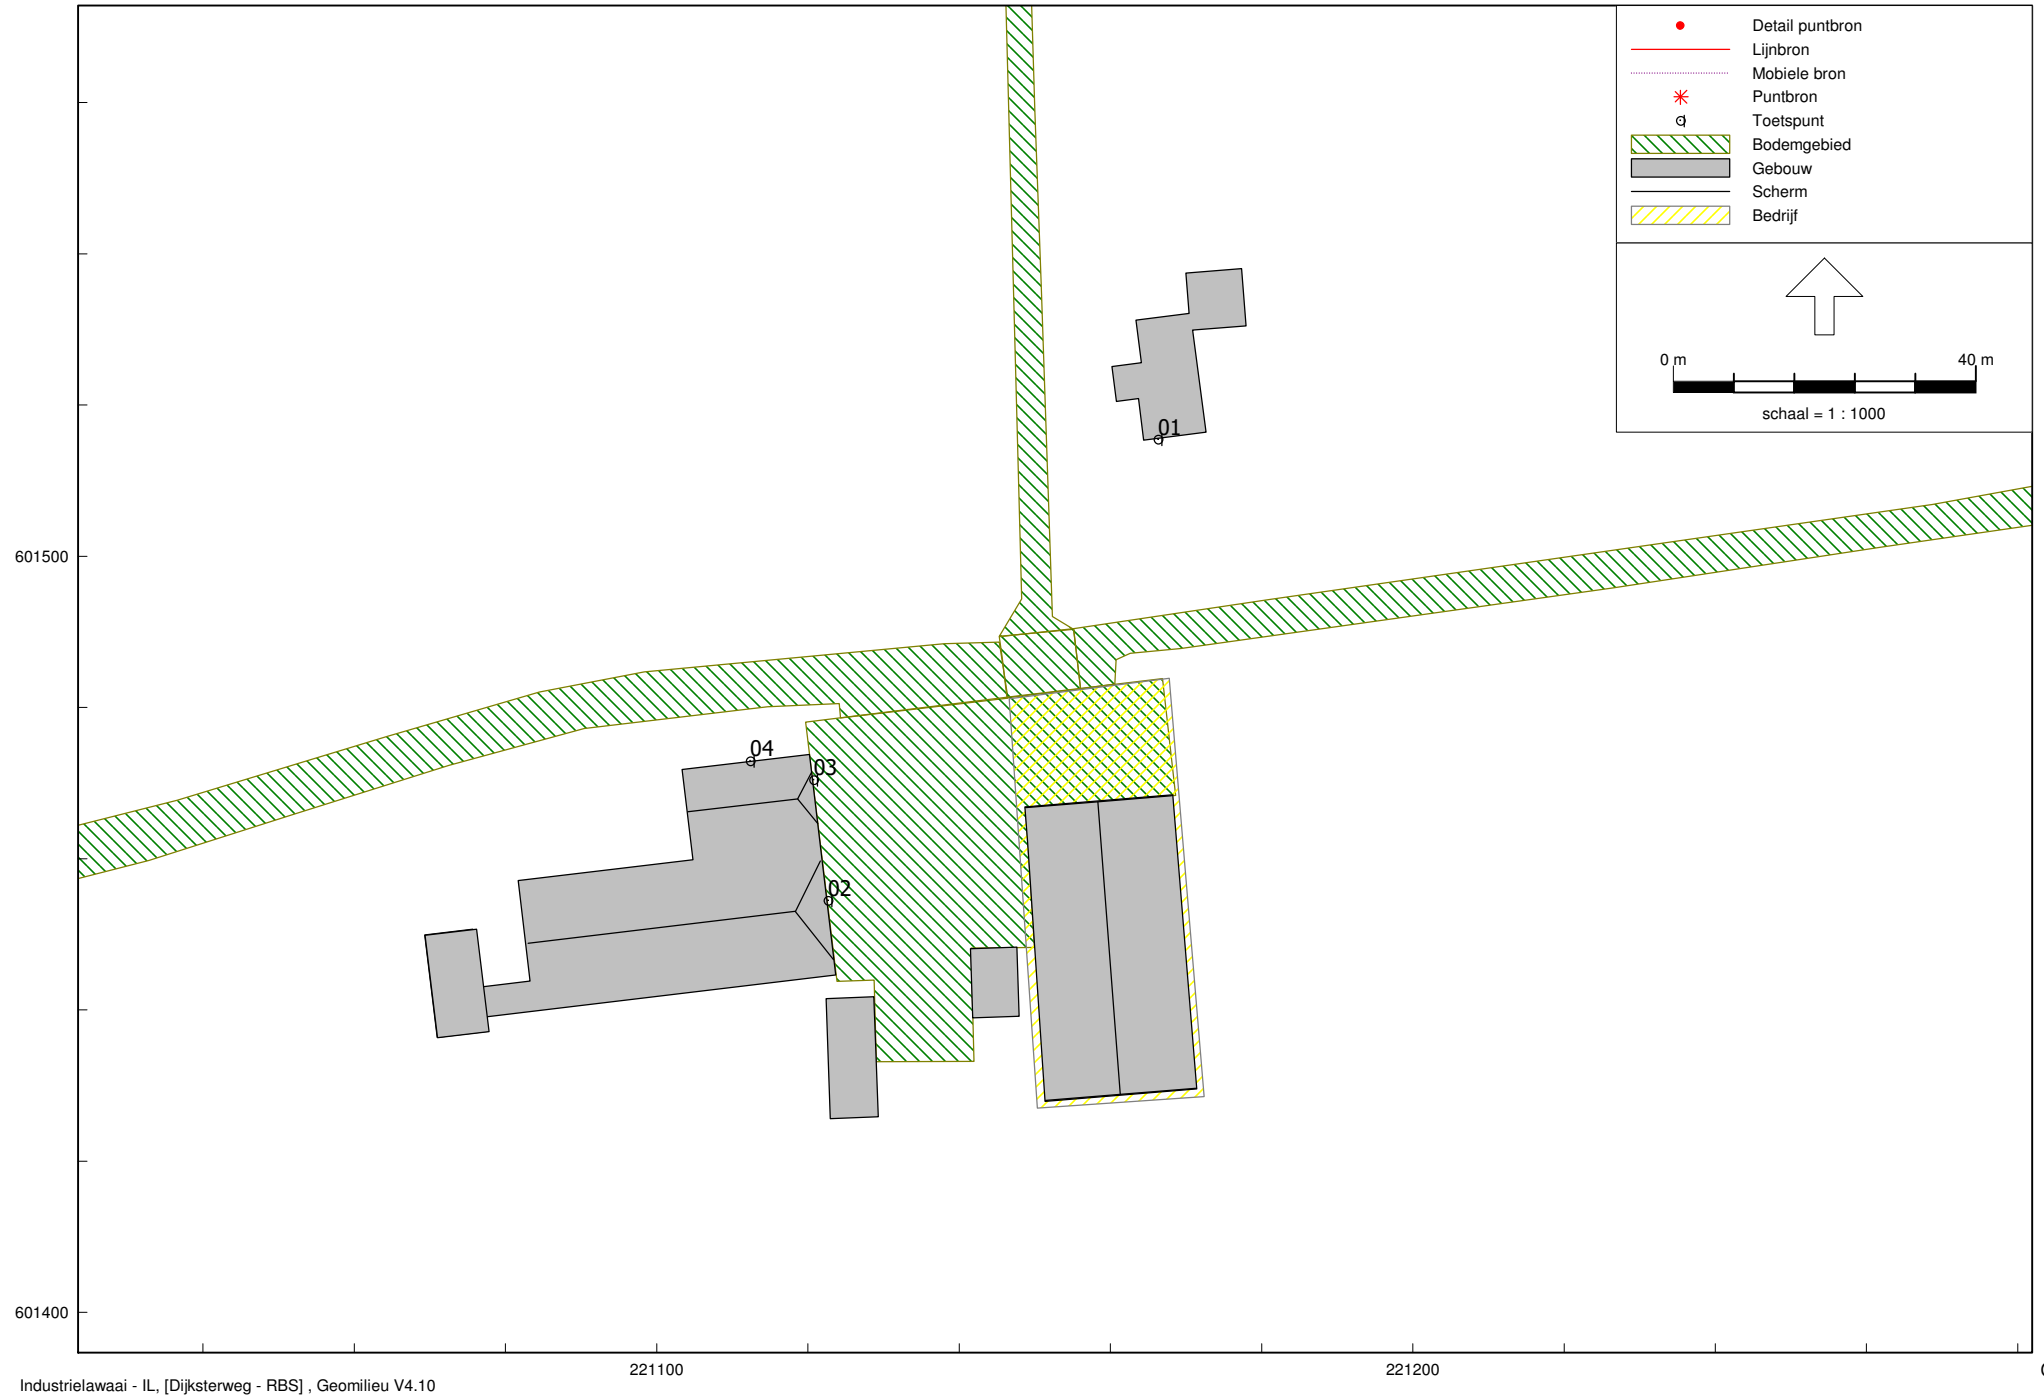 Detail puntbron
Lijnbron
Mobiele bron
Puntbron
Toetspunt
Bodemgebied
Gebouw
Scherm
Bedrijf
0 m 40 m
schaal = 1 : 1000
01
601500
04
03
02
601400
221100 221200
Industrielawaai - IL, [Dijksterweg - RBS] , Geomilieu V4.10